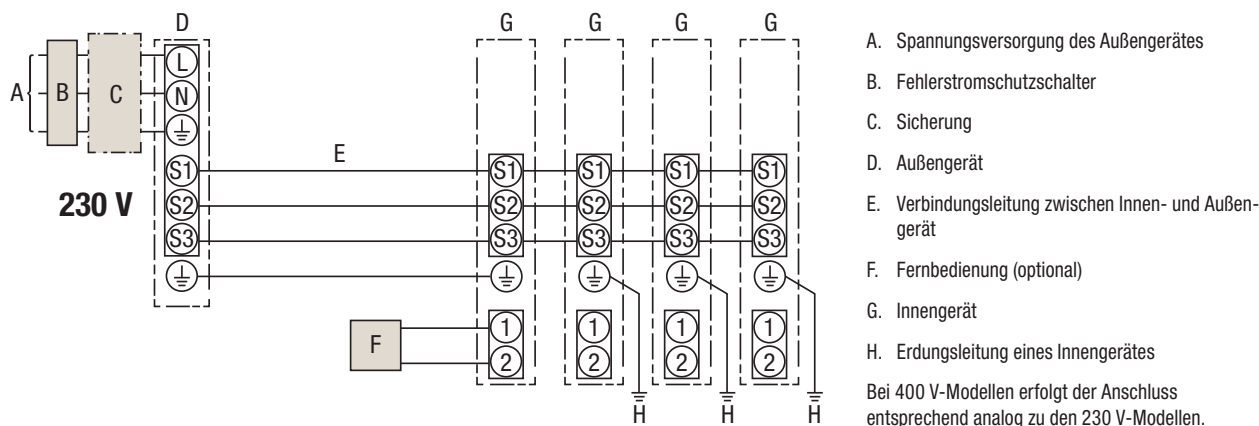 D G G G G
A B C L
N
⏚
E
S1 S1 S1 S1 S1
230 V S2 S2 S2 S2 S2
S3 S3 S3 S3 S3
F 1 1 1 1
2 2 2 2
H H H
A. Spannungsversorgung des Außengerätes
B. Fehlerstromschutzschalter
C. Sicherung
D. Außengerät
E. Verbindungsleitung zwischen Innen- und Außen-
gerät
F. Fernbedienung (optional)
G. Innengerät
H. Erdungsleitung eines Innengerätes
Bei 400 V-Modellen erfolgt der Anschluss
entsprechend analog zu den 230 V-Modellen.